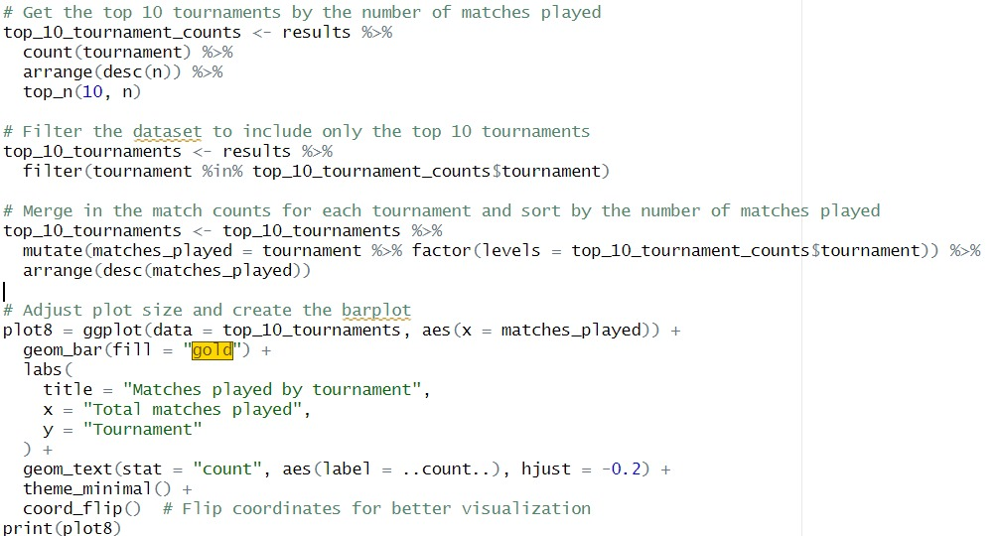 # Get the top 10 tournaments by the number of matches played
top_10_tournament_counts <- results %>%
  count(tournament) %>%
  arrange(desc(n)) %>%
  top_n(10, n)

# Filter the dataset to include only the top 10 tournaments
top_10_tournaments <- results %>%
  filter(tournament %in% top_10_tournament_counts$tournament)

# Merge in the match counts for each tournament and sort by the number of matches played
top_10_tournaments <- top_10_tournaments %>%
  mutate(matches_played = tournament %>% factor(levels = top_10_tournament_counts$tournament)) %>%
  arrange(desc(matches_played))

# Adjust plot size and create the barplot
plot8 = ggplot(data = top_10_tournaments, aes(x = matches_played)) +
  geom_bar(fill = "gold") +
  labs(
    title = "Matches played by tournament",
    x = "Total matches played",
    y = "Tournament"
  ) +
  geom_text(stat = "count", aes(label = ..count..), hjust = -0.2) +
  theme_minimal() +
  coord_flip()  # Flip coordinates for better visualization
print(plot8)